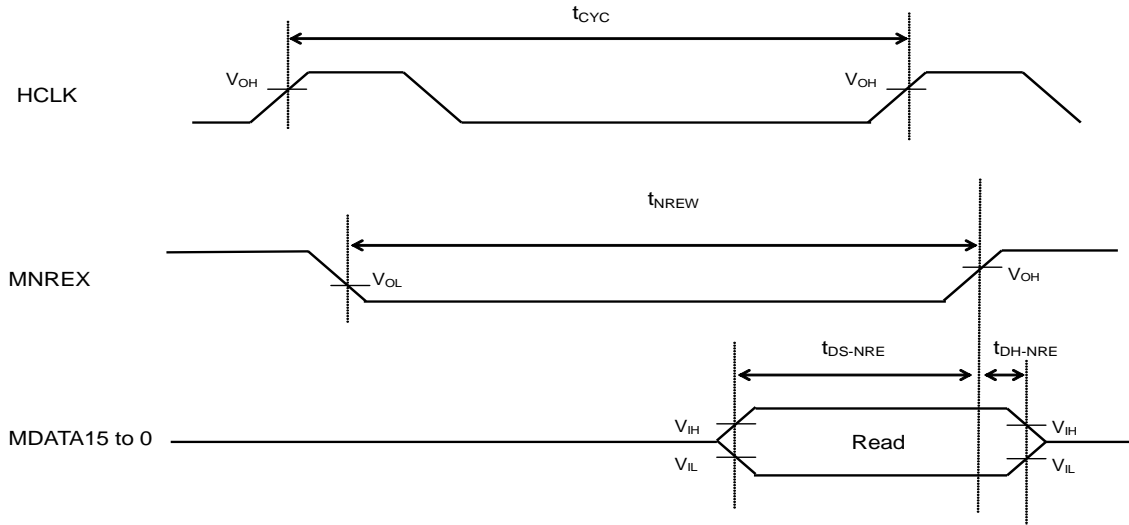 tCYC
HCLK
VOH
VOH
tNREW
MNREX
VOL
VOH
tDS-NRE
tDH-NRE
MDATA15 to 0
VIH
VIL
Read
VIH
VIL